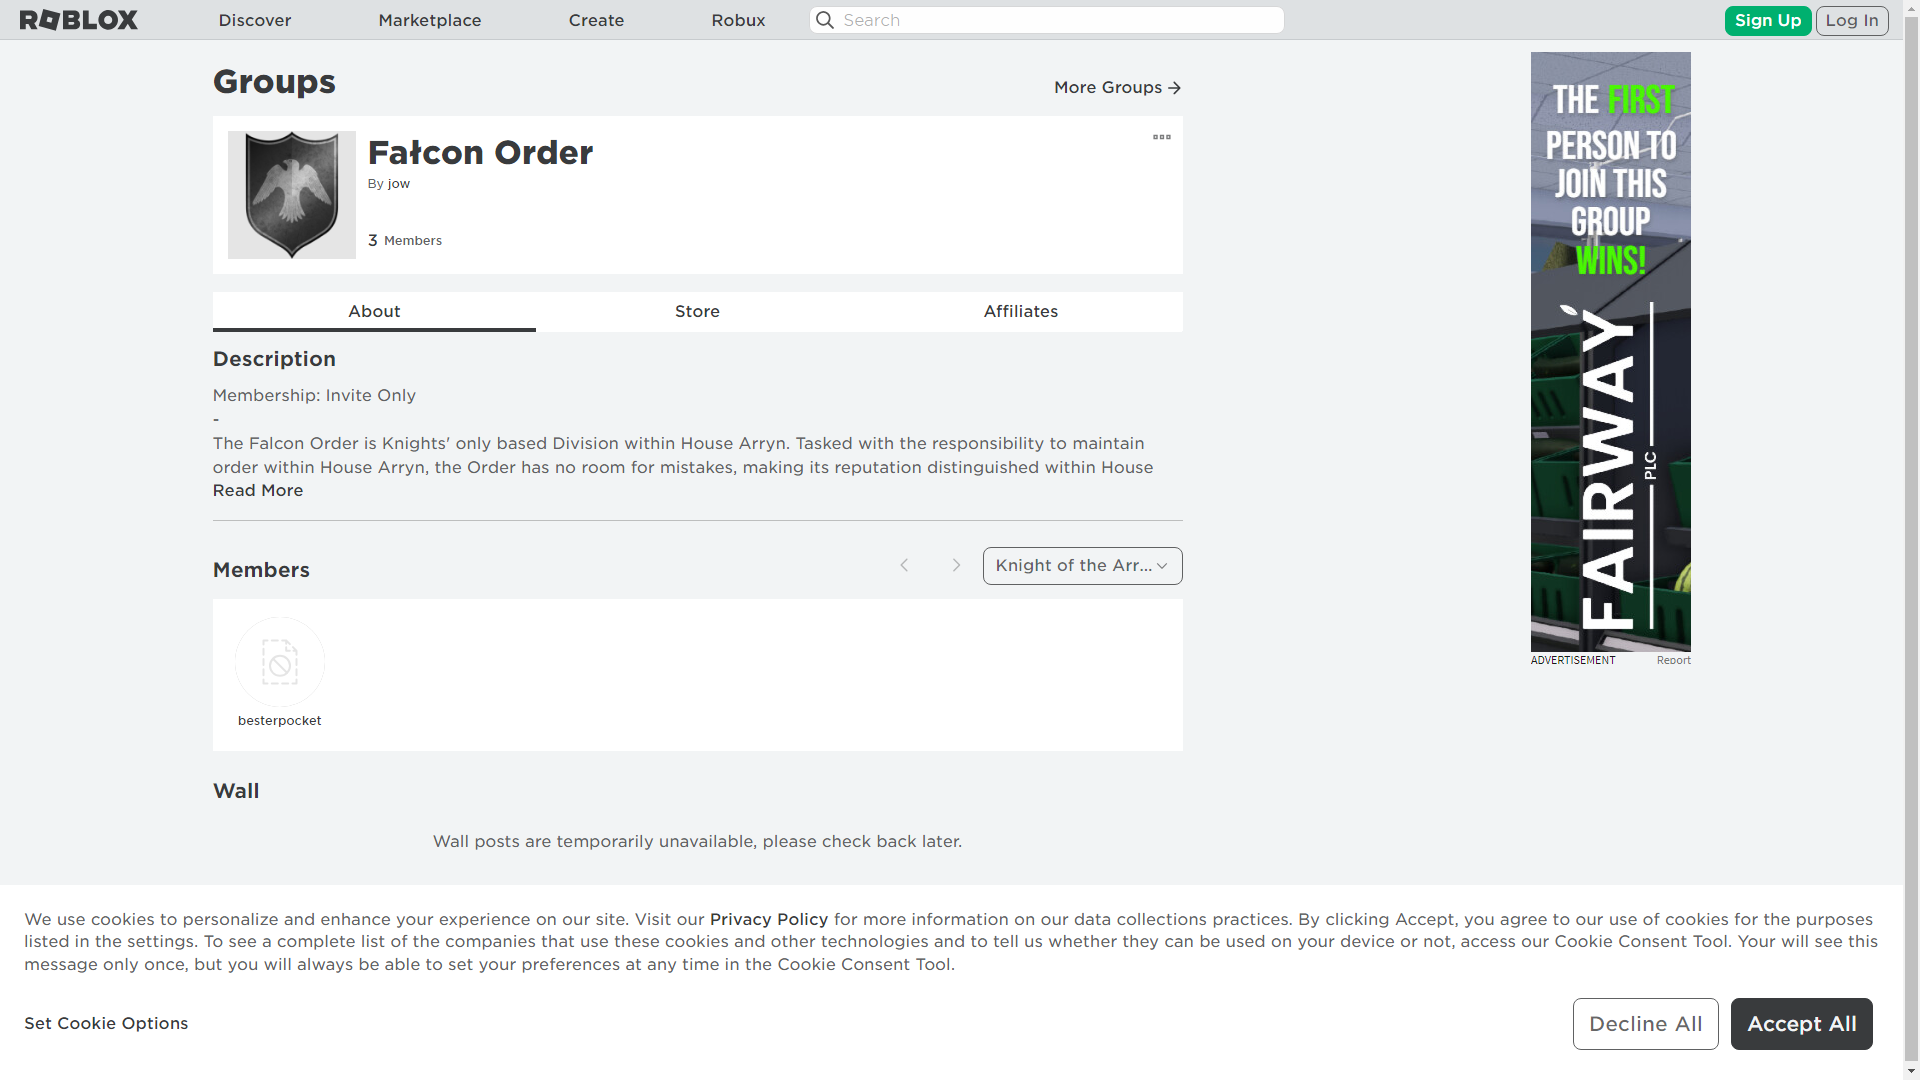 ROBLOX
Discover
Marketplace
Create
Robux
Search
Sign Up
Log In
Groups
More Groups
Fałcon Order
By jow
3 Members
About
Store
Affiliates
Description
Membership: Invite Only
-
The Falcon Order is Knights' only based Division within House Arryn. Tasked with the responsibility to maintain
order within House Arryn, the Order has no room for mistakes, making its reputation distinguished within House
Read More
Members
Knight of the Arr...
besterpocket
Wall
Wall posts are temporarily unavailable, please check back later.
THE FIRST
PERSON TO
JOIN THIS
GROUP
WINS!
FAIRWAY
PLC
ADVERTISEMENT
Report
We use cookies to personalize and enhance your experience on our site. Visit our Privacy Policy for more information on our data collections practices. By clicking Accept, you agree to our use of cookies for the purposes
listed in the settings. To see a complete list of the companies that use these cookies and other technologies and to tell us whether they can be used on your device or not, access our Cookie Consent Tool. Your will see this
message only once, but you will always be able to set your preferences at any time in the Cookie Consent Tool.
Set Cookie Options
Decline All
Accept All